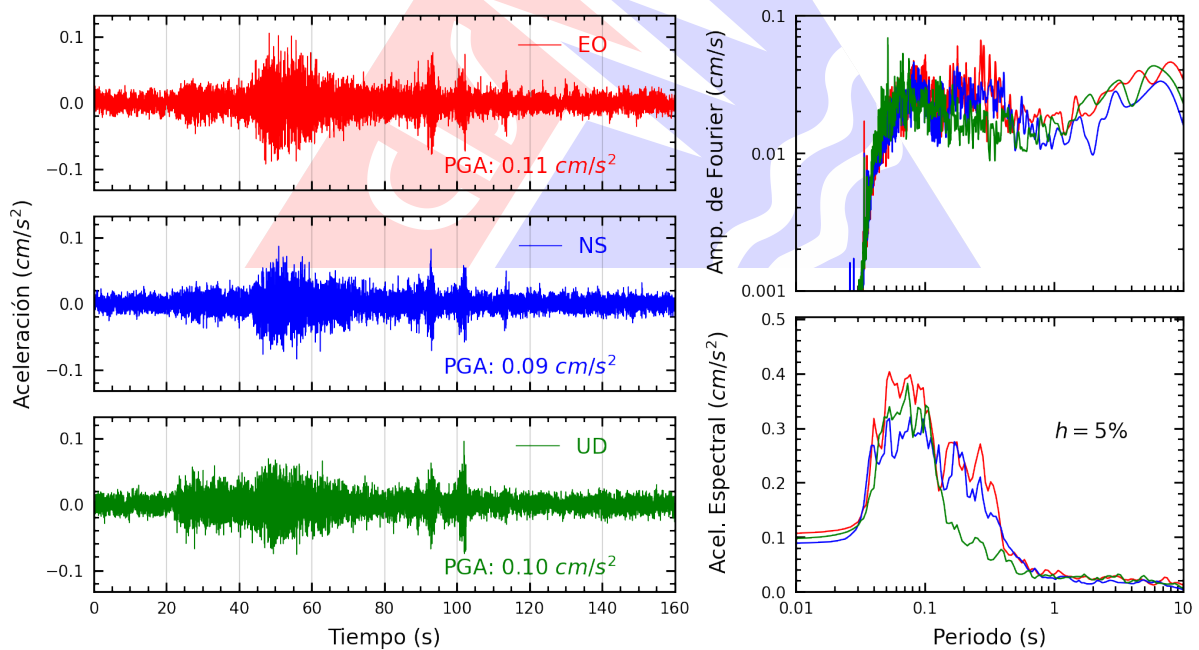 Aceleración (cm/s²)
0.1
0.0
−0.1
EO
PGA: 0.11 cm/s²
0.1
0.0
−0.1
NS
PGA: 0.09 cm/s²
0.1
0.0
−0.1
UD
PGA: 0.10 cm/s²
0 20 40 60 80 100 120 140 160
Tiempo (s)
Amp. de Fourier (cm/s)
0.1
0.01
0.001
Acel. Espectral (cm/s²)
0.5
0.4
0.3
0.2
0.1
0.0
h = 5%
0.01 0.1 1 10
Periodo (s)